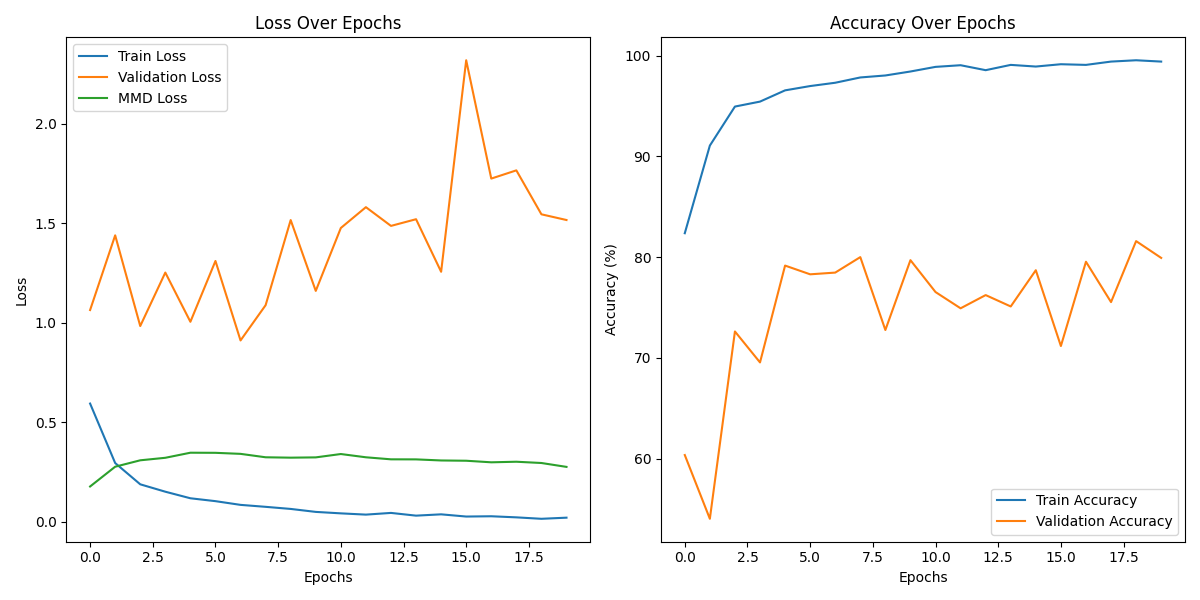 Loss Over Epochs
Train Loss
Validation Loss
MMD Loss
2.0
1.5
1.0
0.5
0.0
Loss
0.0 2.5 5.0 7.5 10.0 12.5 15.0 17.5
Epochs
Accuracy Over Epochs
100
90
80
70
60
Accuracy (%)
Train Accuracy
Validation Accuracy
0.0 2.5 5.0 7.5 10.0 12.5 15.0 17.5
Epochs